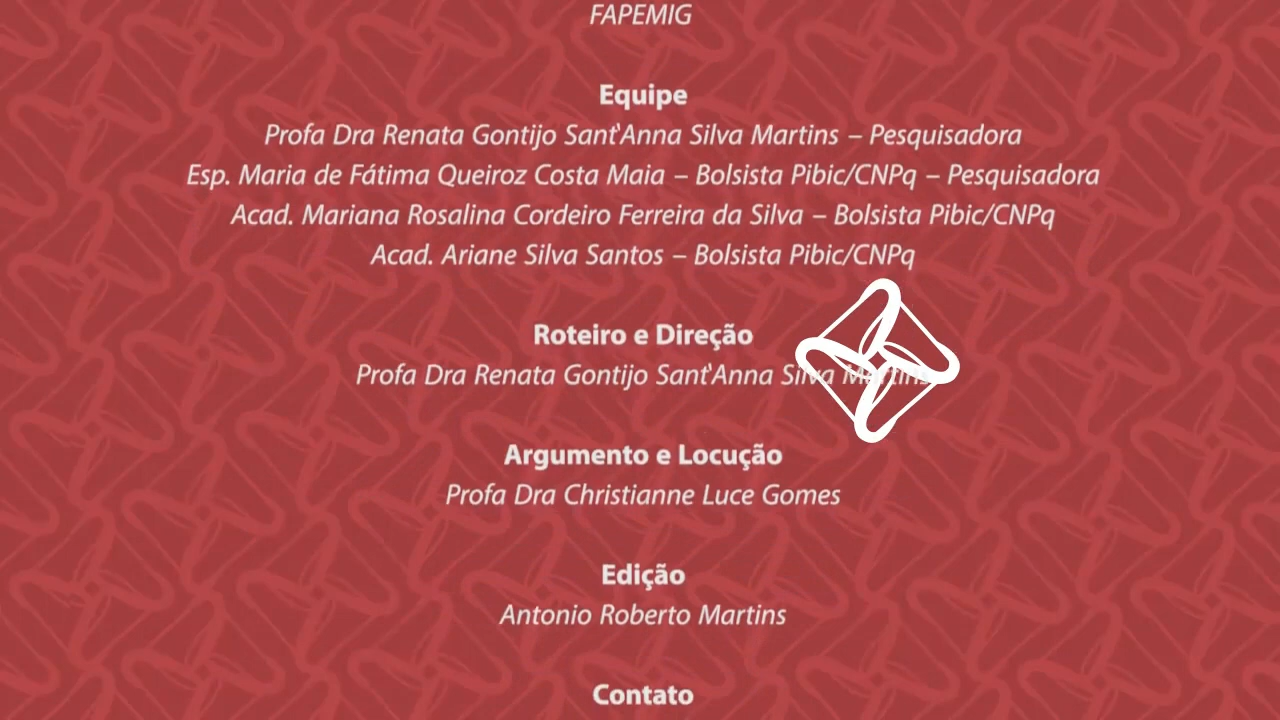 FAPEMIG
Equipe
Profa Dra Renata Gontijo Sant'Anna Silva Martins – Pesquisadora
Esp. Maria de Fátima Queiroz Costa Maia – Bolsista Pibic/CNPq – Pesquisadora
Acad. Mariana Rosalina Cordeiro Ferreira da Silva – Bolsista Pibic/CNPq
Acad. Ariane Silva Santos – Bolsista Pibic/CNPq
Roteiro e Direção
Profa Dra Renata Gontijo Sant'Anna Silva Martins
Argumento e Locução
Profa Dra Christianne Luce Gomes
Edição
Antonio Roberto Martins
Contato